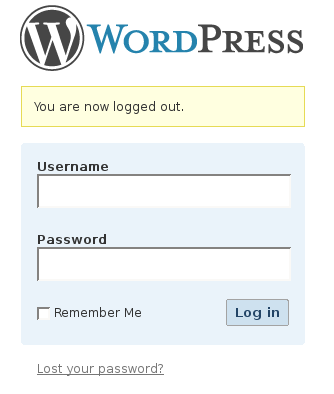 WORDPRESS
You are now logged out.
Username
Password
Remember Me
Log in
Lost your password?